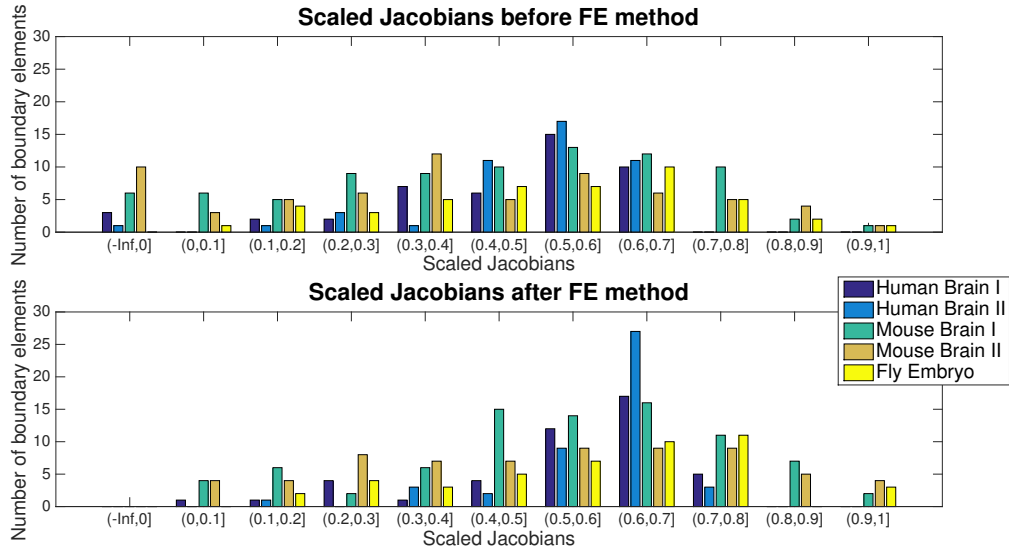 Scaled Jacobians before FE method
Number of boundary elements
30
25
20
15
10
5
0
(-Inf,0] (0,0.1] (0.1,0.2] (0.2,0.3] (0.3,0.4] (0.4,0.5] (0.5,0.6] (0.6,0.7] (0.7,0.8] (0.8,0.9] (0.9,1]
Scaled Jacobians
Scaled Jacobians after FE method
Number of boundary elements
30
25
20
15
10
5
0
(-Inf,0] (0,0.1] (0.1,0.2] (0.2,0.3] (0.3,0.4] (0.4,0.5] (0.5,0.6] (0.6,0.7] (0.7,0.8] (0.8,0.9] (0.9,1]
Scaled Jacobians
Human Brain I
Human Brain II
Mouse Brain I
Mouse Brain II
Fly Embryo